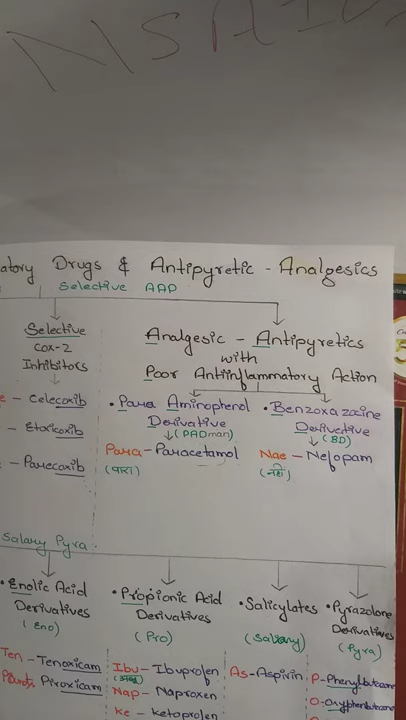 NSAID
atory Drugs & Antipyretic - Analgesics
Selective AAP
Selective
Cox-2
Inhibitors
e - Celecoxib
- Etoricoxib
- Parecoxib
Analgesic - Antipyretics
with
Poor Antiinflammatory Action
• Para Aminophenol
Derivative
(PADman)
Para - Paracetamol
(पारा)
• Benzoxazocine
Derivative
(BD)
Nae - Nefopam
(नहीं)
Salary Pyra.
• Enolic Acid
Derivatives
(Eno)
Ten - Tenoxicam
Piroxicam
• Propionic Acid
Derivatives
(Pro)
Ibu - Ibuprofen
Nap - Naproxen
Ke - Ketoprofen
• Salicylates
(Salary)
As - Aspirin
• Pyrazolone
Derivatives
(Pyra)
P - Phenylbutazone
O - Oxyphenbutazone